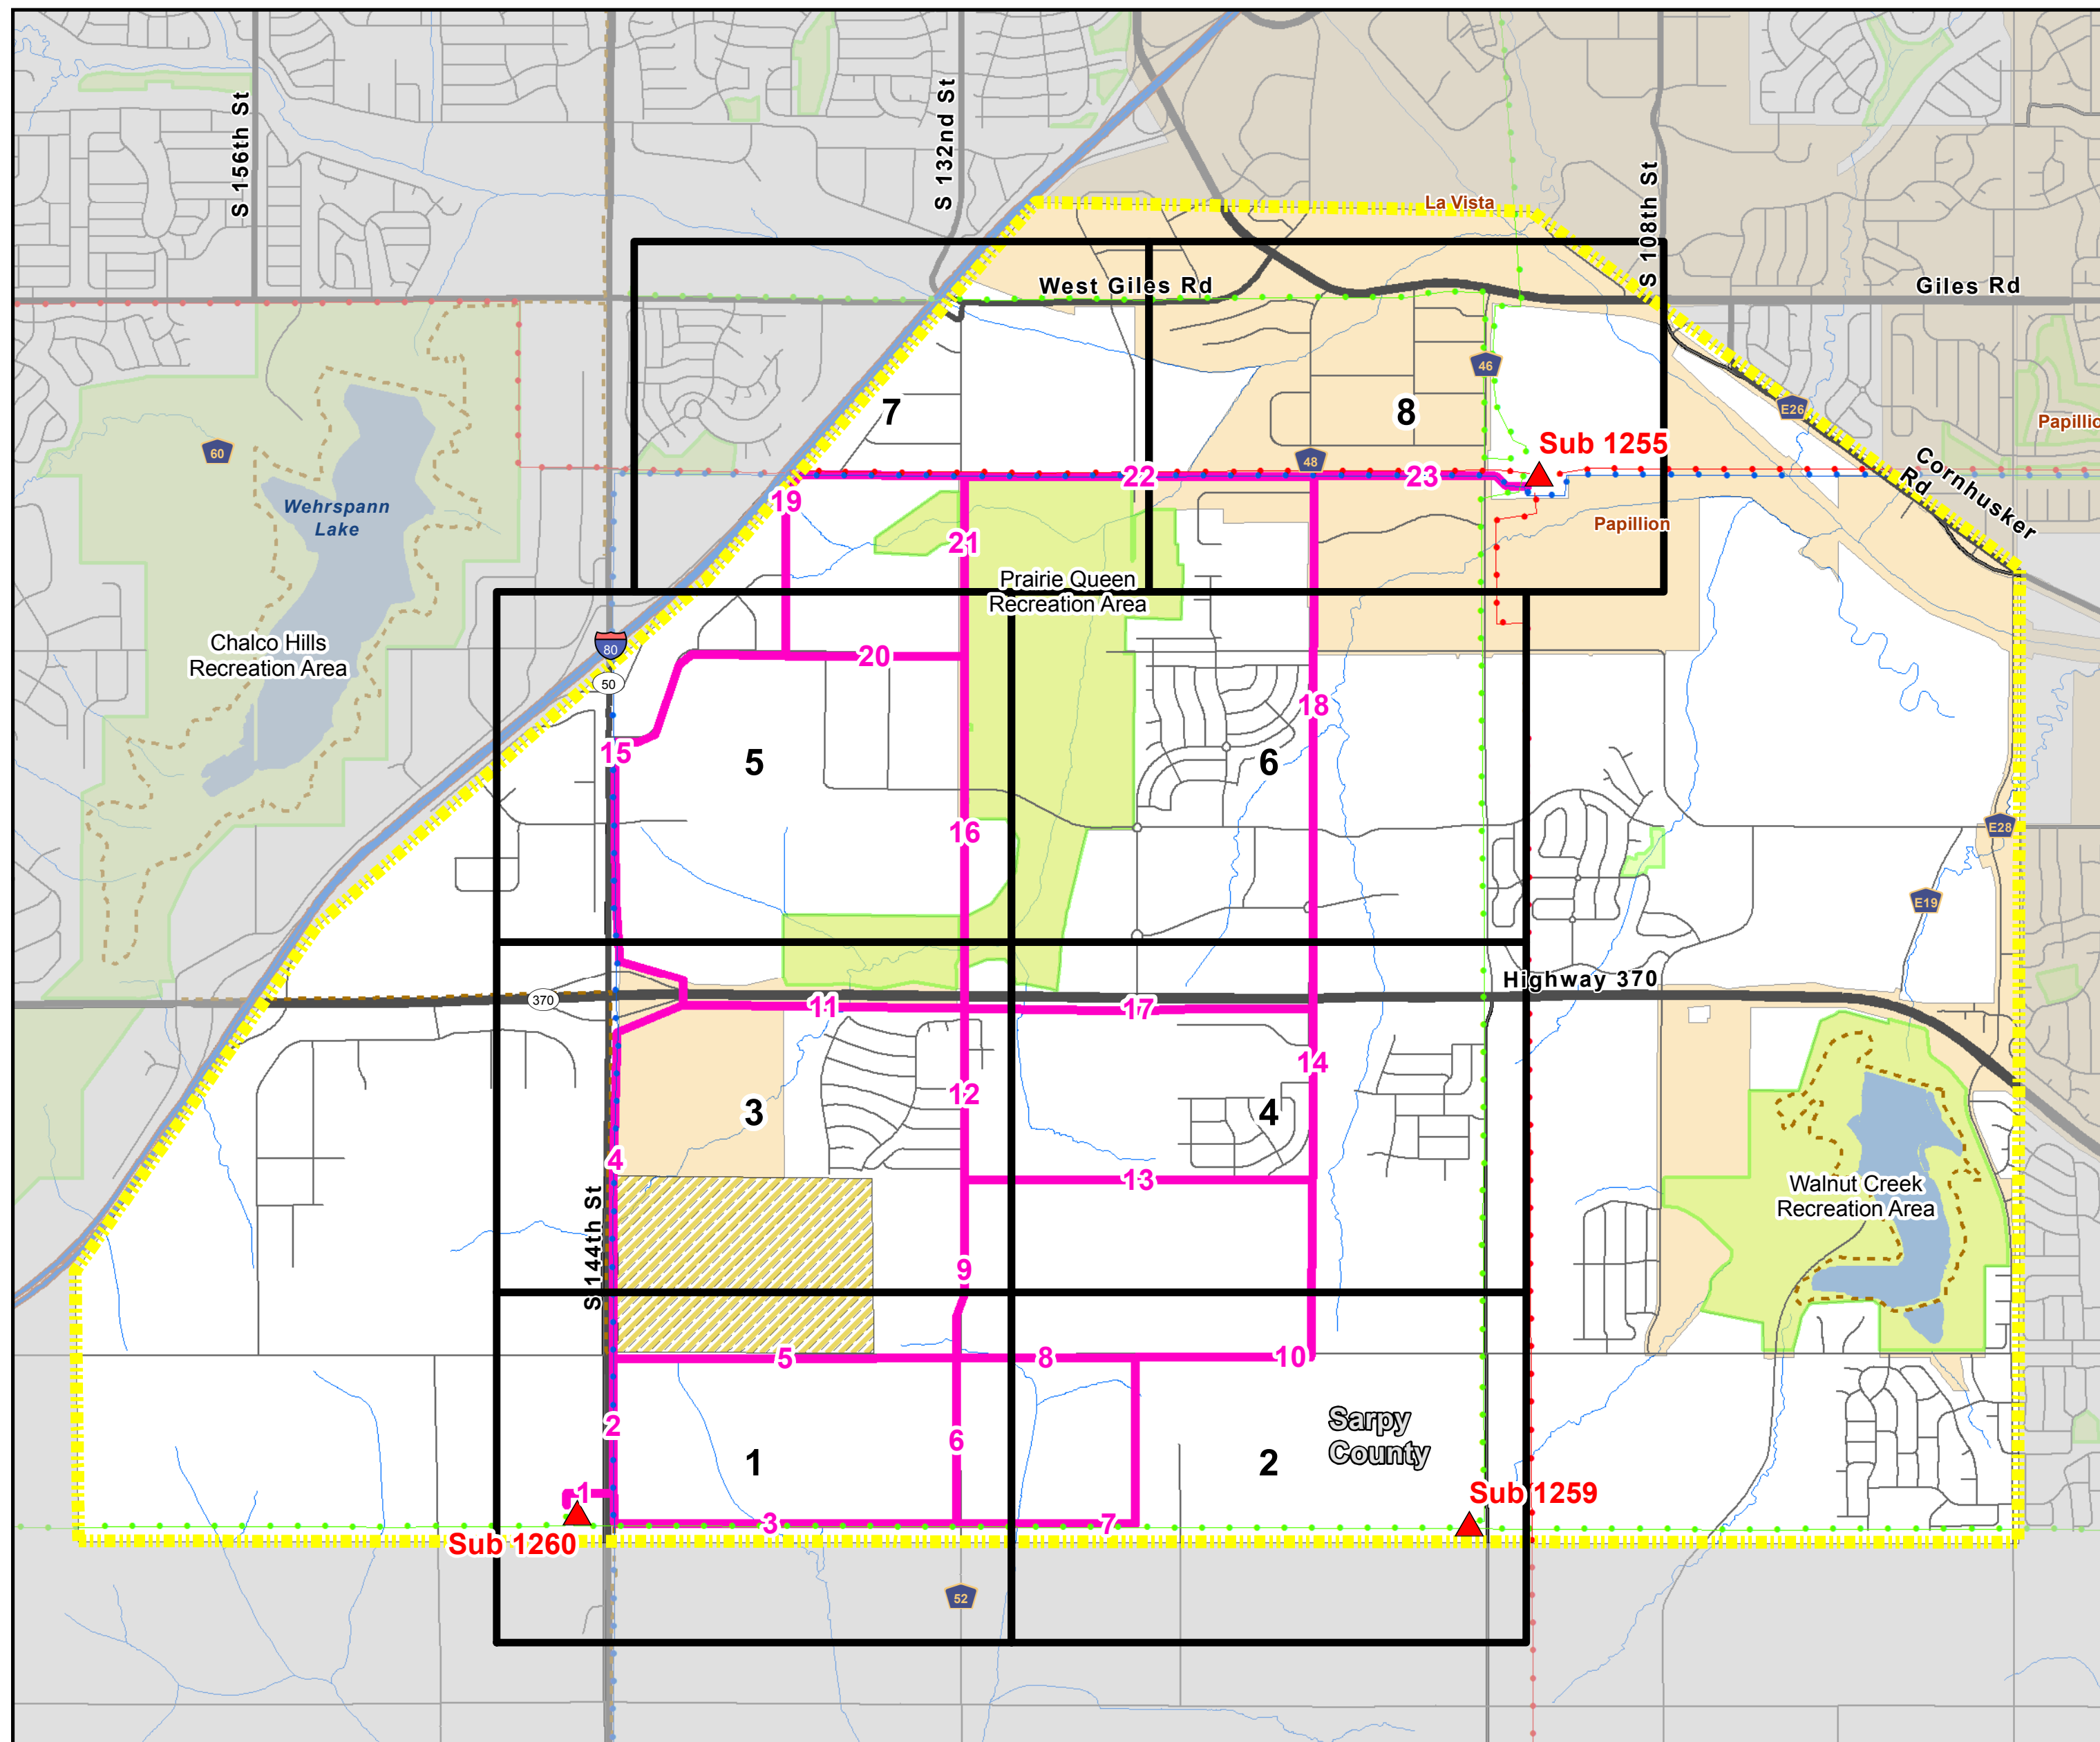 S 156th St
S 132nd St
La Vista
S 108th St
West Giles Rd
Giles Rd
46
E26
7
8
60
Papillio
Sub 1255
48
22
23
Cornhusker
Rd
Wehrspann
Lake
19
Papillion
21
Prairie Queen
Recreation Area
Chalco Hills
Recreation Area
80
20
50
18
15
5
6
16
E28
E19
Highway 370
370
11
17
14
12
3
4
4
13
Walnut Creek
Recreation Area
S 144th St
9
5
8
10
2
Sarpy
County
6
1
2
1
Sub 1259
3
7
Sub 1260
52